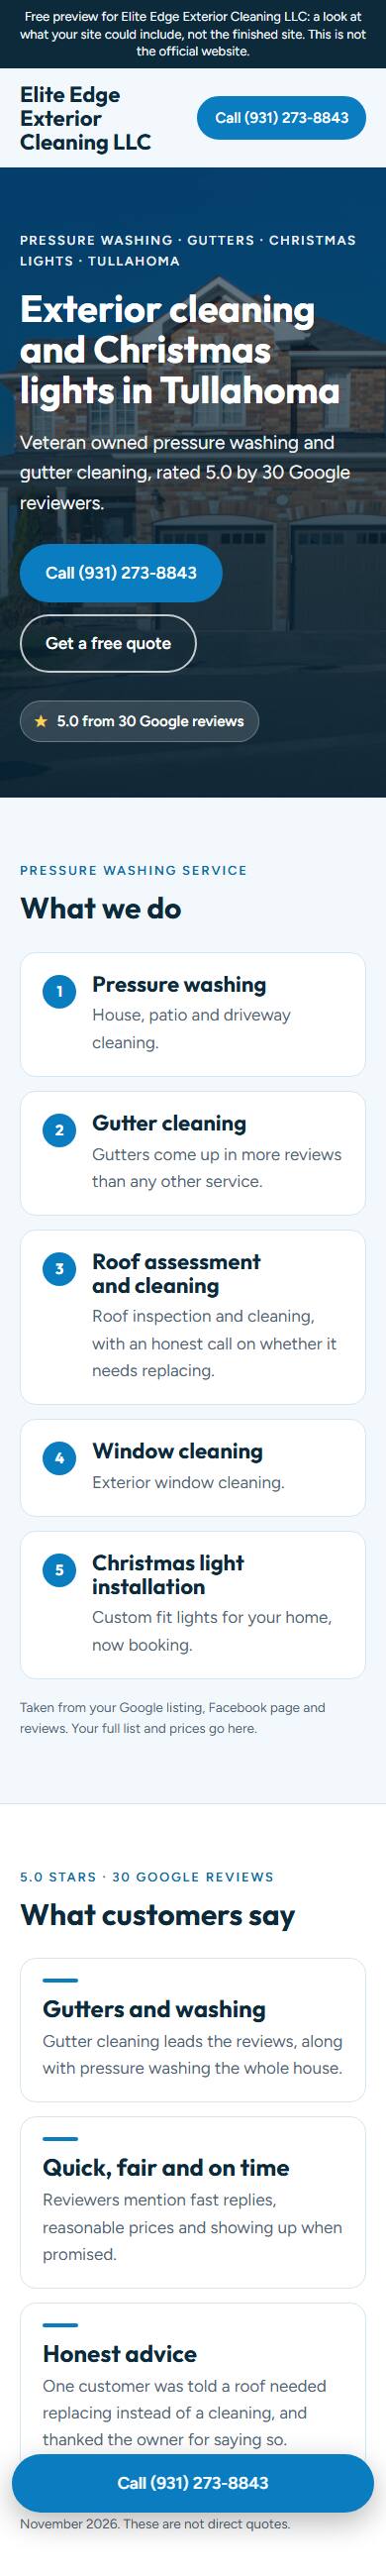 Free preview for Elite Edge Exterior Cleaning LLC: a look at
what your site could include, not the finished site. This is not
the official website.
Elite Edge
Exterior
Cleaning LLC
Call (931) 273-8843
PRESSURE WASHING · GUTTERS · CHRISTMAS
LIGHTS · TULLAHOMA
Exterior cleaning
and Christmas
lights in Tullahoma
Veteran owned pressure washing and
gutter cleaning, rated 5.0 by 30 Google
reviewers.
Call (931) 273-8843
Get a free quote
★ 5.0 from 30 Google reviews
PRESSURE WASHING SERVICE
What we do
1
Pressure washing
House, patio and driveway
cleaning.
2
Gutter cleaning
Gutters come up in more reviews
than any other service.
3
Roof assessment
and cleaning
Roof inspection and cleaning,
with an honest call on whether it
needs replacing.
4
Window cleaning
Exterior window cleaning.
5
Christmas light
installation
Custom fit lights for your home,
now booking.
Taken from your Google listing, Facebook page and
reviews. Your full list and prices go here.
5.0 STARS · 30 GOOGLE REVIEWS
What customers say
Gutters and washing
Gutter cleaning leads the reviews, along
with pressure washing the whole house.
Quick, fair and on time
Reviewers mention fast replies,
reasonable prices and showing up when
promised.
Honest advice
One customer was told a roof needed
replacing instead of a cleaning, and
thanked the owner for saying so.
Call (931) 273-8843
November 2026. These are not direct quotes.